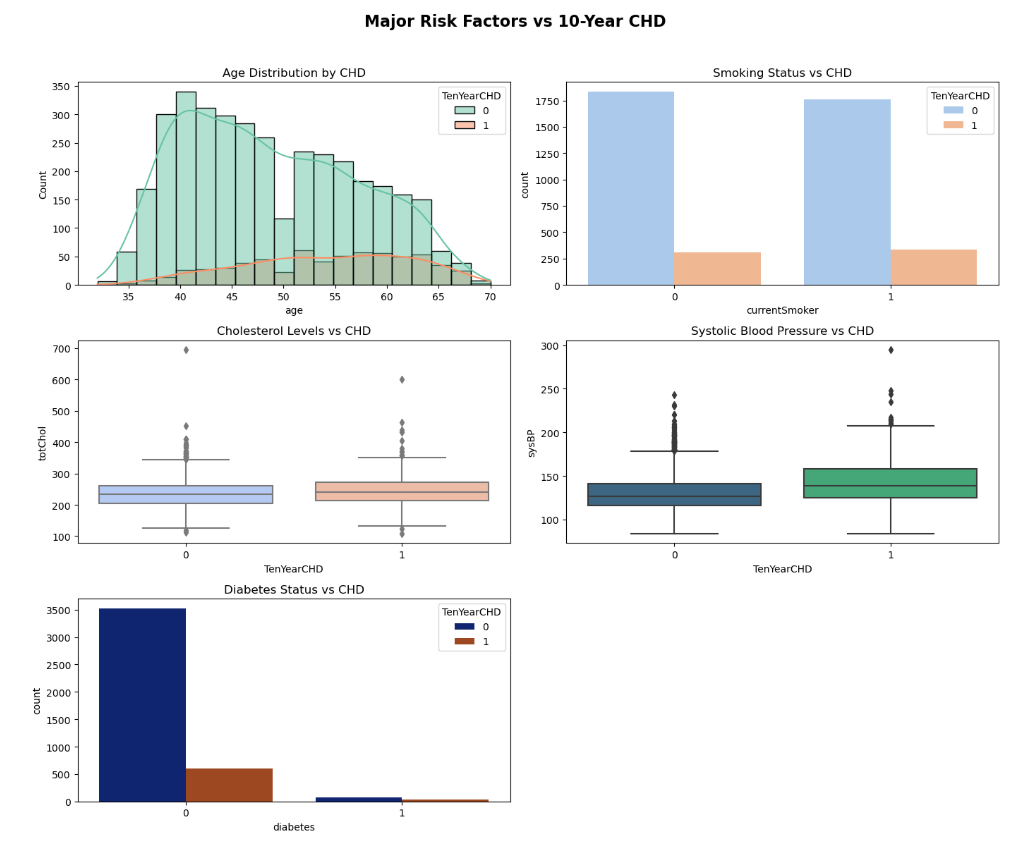 Major Risk Factors vs 10-Year CHD
Age Distribution by CHD
350
300
250
200
150
100
50
0
Count
35 40 45 50 55 60 65 70
age
TenYearCHD
0
1
Smoking Status vs CHD
1750
1500
1250
1000
750
500
250
0
count
0 1
currentSmoker
TenYearCHD
0
1
Cholesterol Levels vs CHD
700
600
500
400
300
200
100
totChol
0 1
TenYearCHD
Systolic Blood Pressure vs CHD
300
250
200
150
100
sysBP
0 1
TenYearCHD
Diabetes Status vs CHD
3500
3000
2500
2000
1500
1000
500
0
count
0 1
diabetes
TenYearCHD
0
1